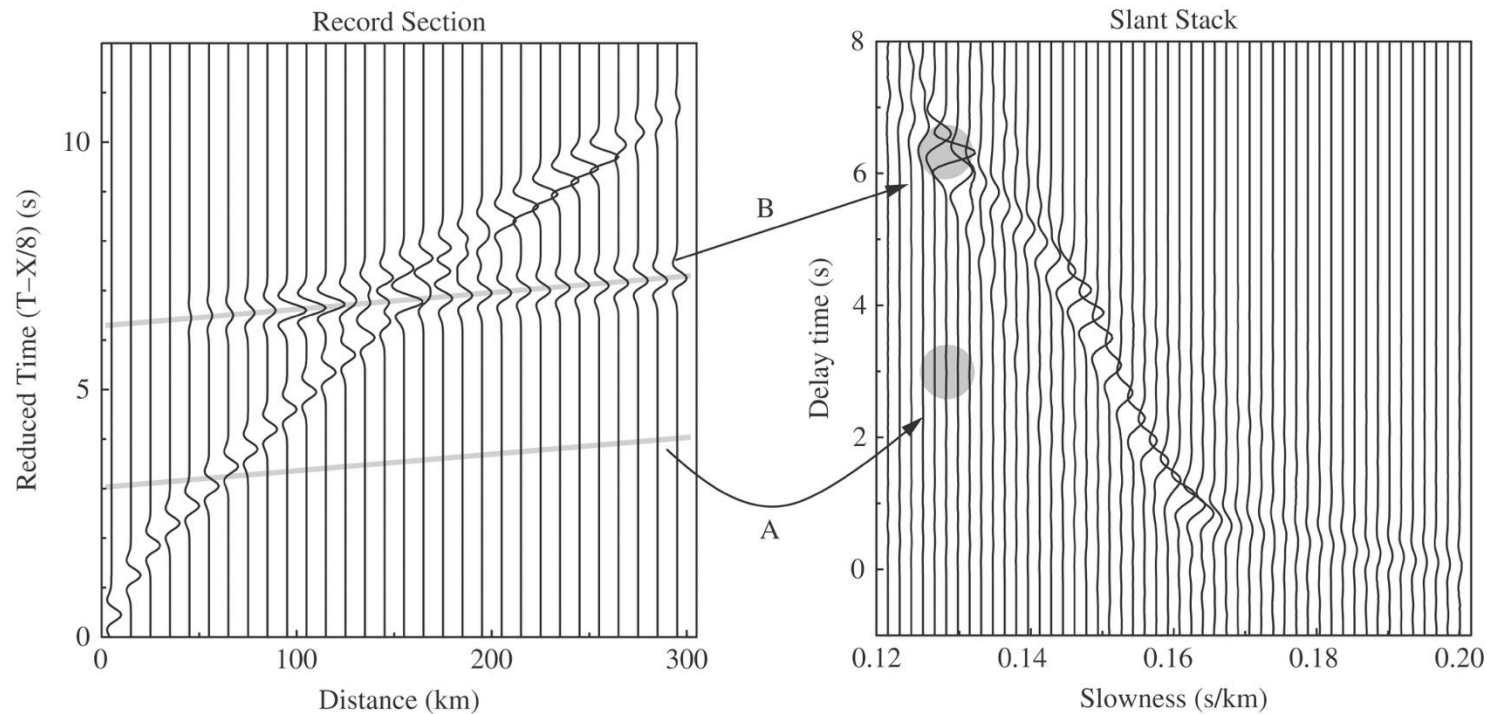 Record Section
Slant Stack
Reduced Time (T–X/8) (s)
10
5
0
0
100
200
300
Distance (km)
B
A
Delay time (s)
8
6
4
2
0
0.12
0.14
0.16
0.18
0.20
Slowness (s/km)